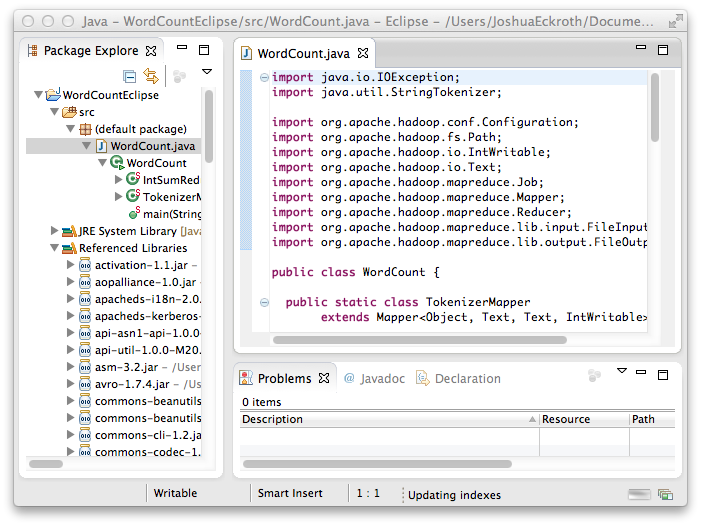 Java – WordCountEclipse/src/WordCount.java – Eclipse – /Users/JoshuaEckroth/Docume...
Package Explore
WordCountEclipse
src
(default package)
WordCount.java
WordCount
IntSumRed
TokenizerM
main(String
JRE System Library [Java
Referenced Libraries
activation-1.1.jar –
aopalliance-1.0.jar
apacheds-i18n-2.0.
apacheds-kerberos-
api-asn1-api-1.0.0-
api-util-1.0.0-M20.
asm-3.2.jar – /User
avro-1.7.4.jar – /Us
commons-beanutils
commons-beanutils
commons-cli-1.2.ja
commons-codec-1.
WordCount.java
import java.io.IOException;
import java.util.StringTokenizer;
import org.apache.hadoop.conf.Configuration;
import org.apache.hadoop.fs.Path;
import org.apache.hadoop.io.IntWritable;
import org.apache.hadoop.io.Text;
import org.apache.hadoop.mapreduce.Job;
import org.apache.hadoop.mapreduce.Mapper;
import org.apache.hadoop.mapreduce.Reducer;
import org.apache.hadoop.mapreduce.lib.input.FileInput
import org.apache.hadoop.mapreduce.lib.output.FileOutp
public class WordCount {
public static class TokenizerMapper
extends Mapper<Object, Text, Text, IntWritable>
Problems @ Javadoc Declaration
0 items
Description Resource Path
Writable Smart Insert 1 : 1 Updating indexes